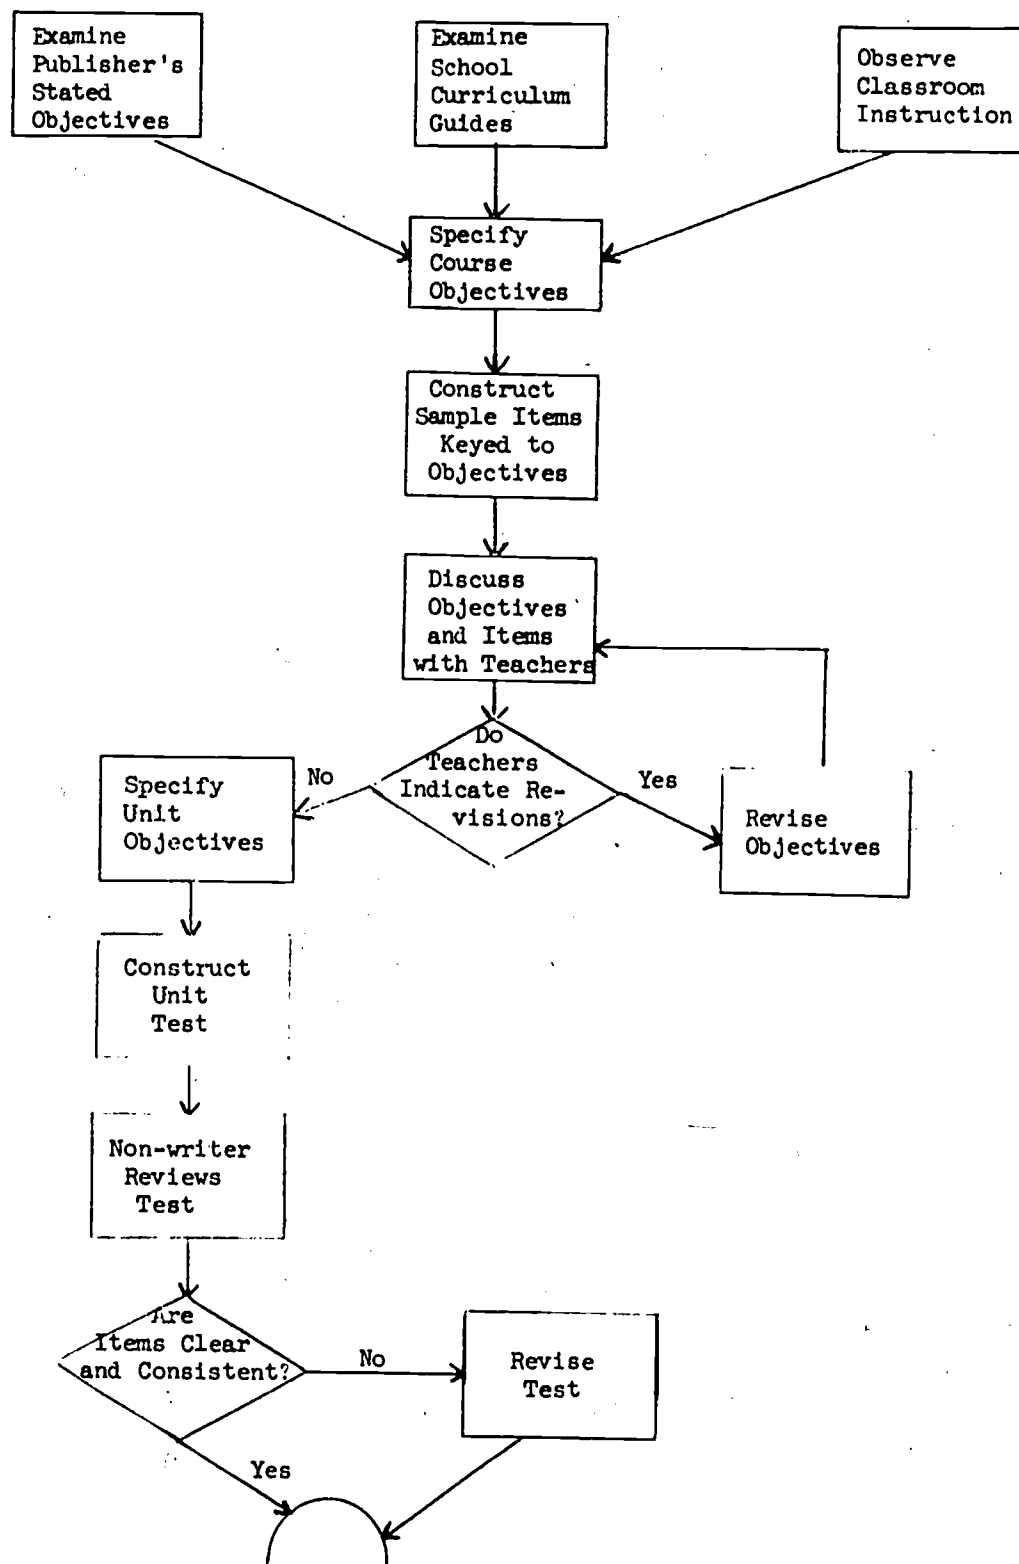 Examine
Publisher's
Stated
Objectives
Examine
School
Curriculum
Guides
Observe
Classroom
Instruction
Specify
Course
Objectives
Construct
Sample Items
Keyed to
Objectives
Discuss
Objectives
and Items
with Teachers
Do
Teachers
Indicate Re-
visions?
No
Yes
Specify
Unit
Objectives
Revise
Objectives
Construct
Unit
Test
Non-writer
Reviews
Test
Are
Items Clear
and Consistent?
No
Revise
Test
Yes